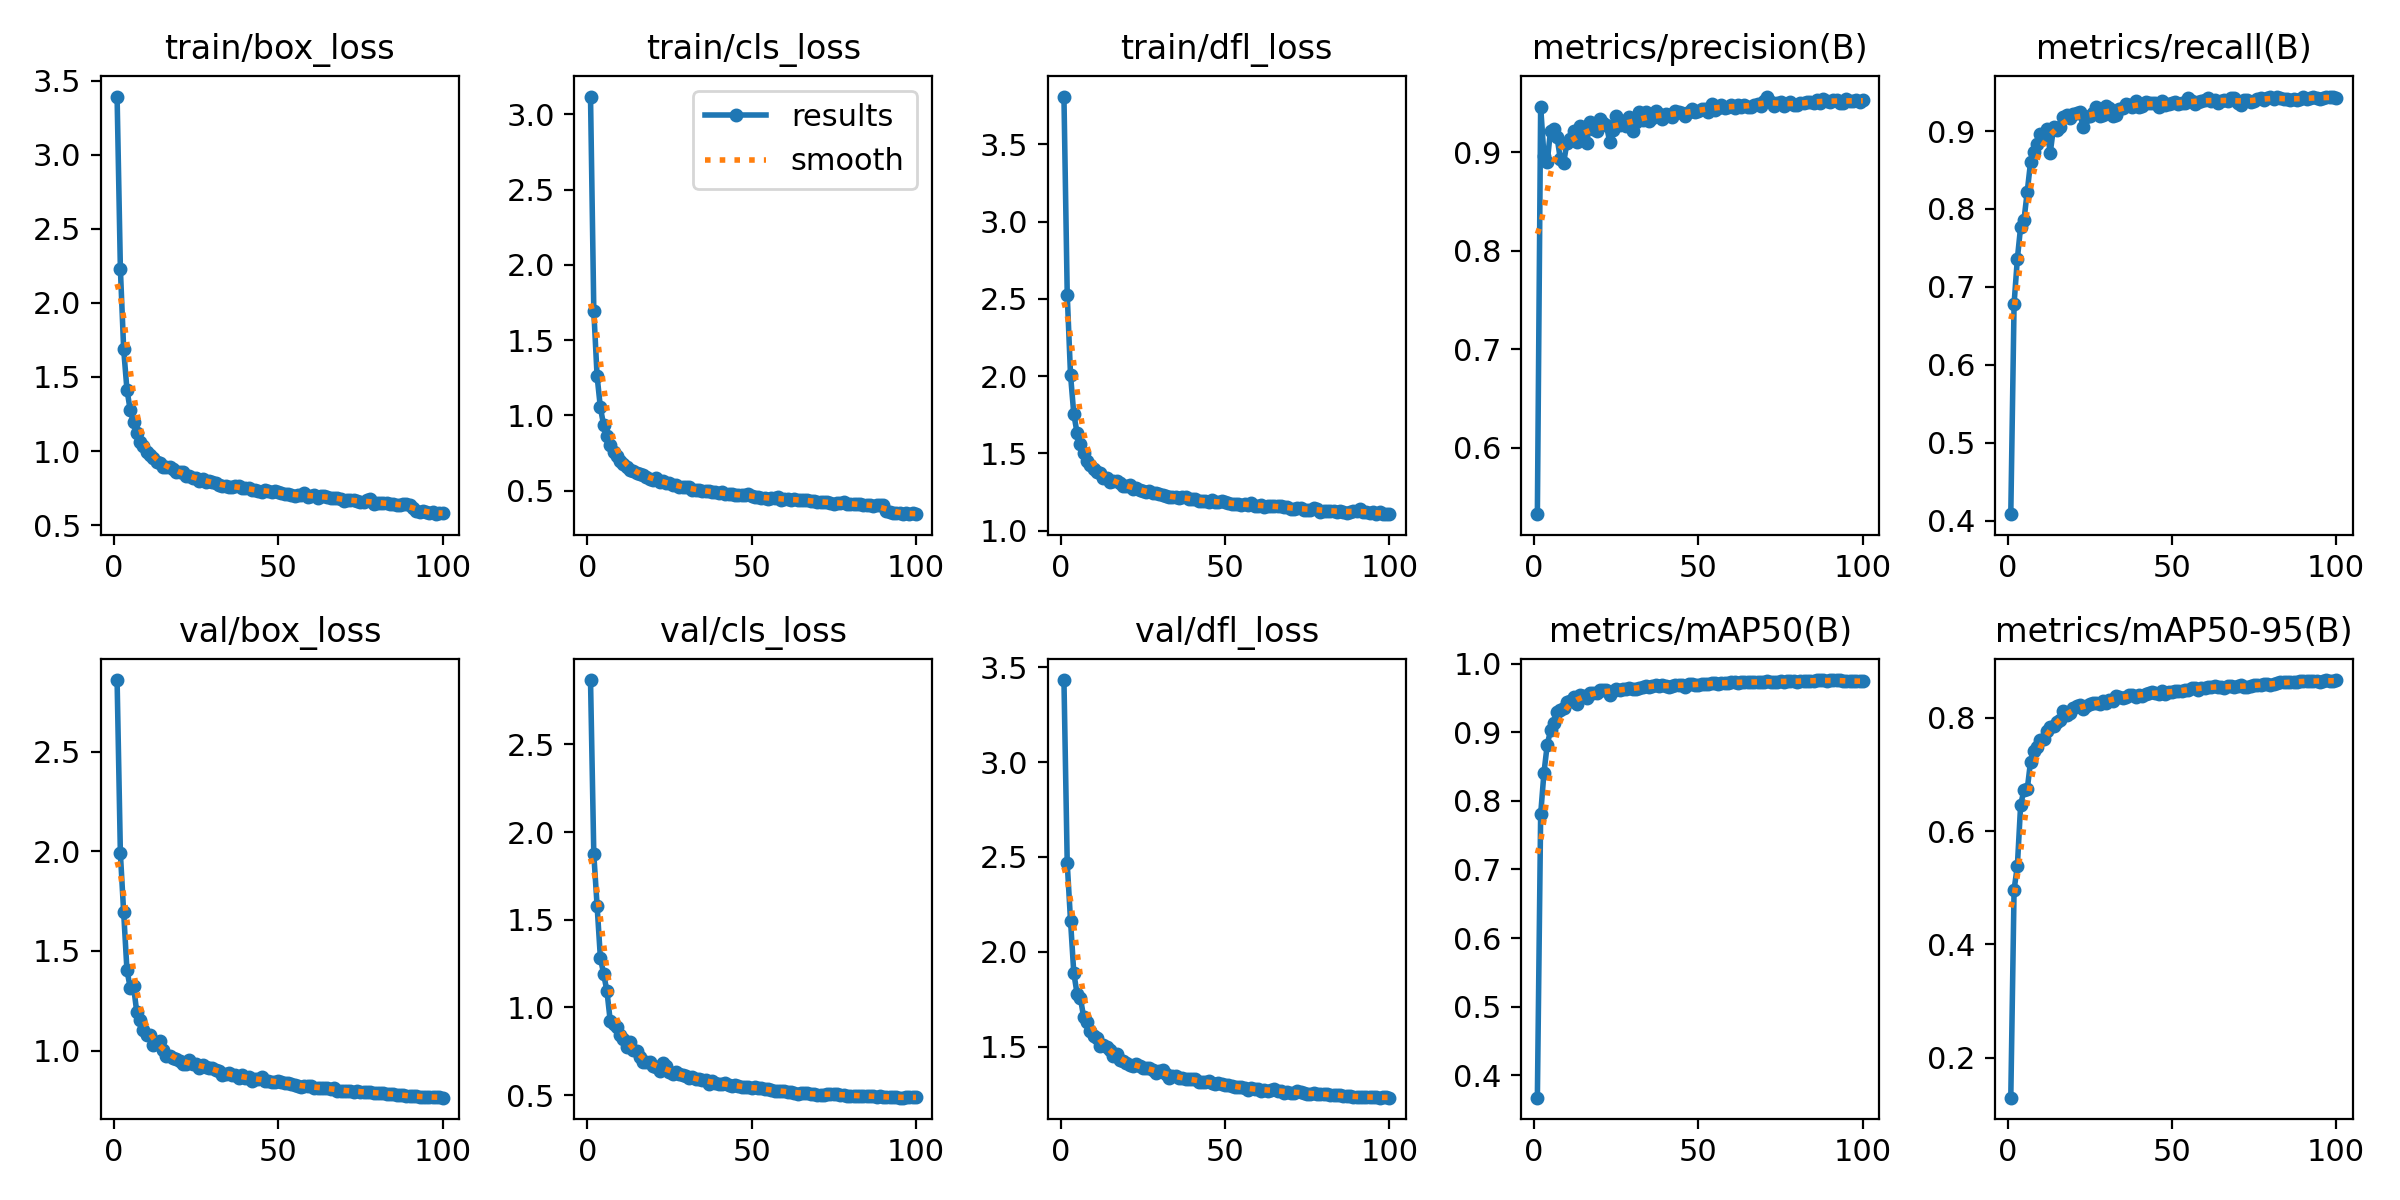 train/box_loss
3.5
3.0
2.5
2.0
1.5
1.0
0.5
0 50 100
train/cls_loss
results
smooth
3.0
2.5
2.0
1.5
1.0
0.5
0 50 100
train/dfl_loss
3.5
3.0
2.5
2.0
1.5
1.0
0 50 100
metrics/precision(B)
0.9
0.8
0.7
0.6
0 50 100
metrics/recall(B)
0.9
0.8
0.7
0.6
0.5
0.4
0 50 100
val/box_loss
2.5
2.0
1.5
1.0
0 50 100
val/cls_loss
2.5
2.0
1.5
1.0
0.5
0 50 100
val/dfl_loss
3.5
3.0
2.5
2.0
1.5
0 50 100
metrics/mAP50(B)
1.0
0.9
0.8
0.7
0.6
0.5
0.4
0 50 100
metrics/mAP50-95(B)
0.8
0.6
0.4
0.2
0 50 100